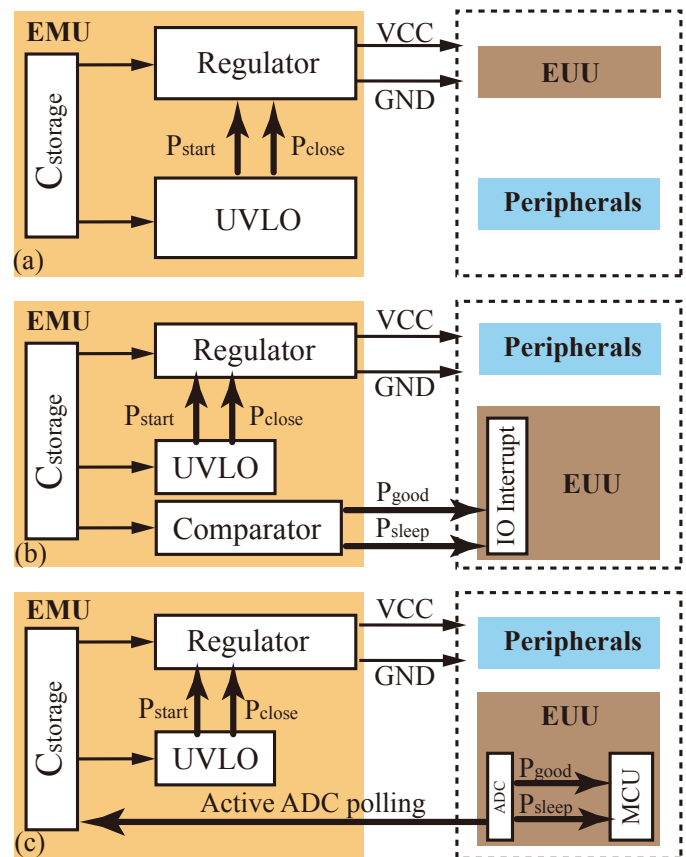 EMU
Cstorage
Regulator
VCC
GND
Pstart
Pclose
UVLO
EUU
Peripherals
(a)
EMU
Cstorage
Regulator
VCC
GND
Pstart
Pclose
UVLO
Comparator
Pgood
Psleep
Peripherals
IO Interrupt
EUU
(b)
EMU
Cstorage
Regulator
VCC
GND
Pstart
Pclose
UVLO
Active ADC polling
Peripherals
EUU
ADC
Pgood
Psleep
MCU
(c)